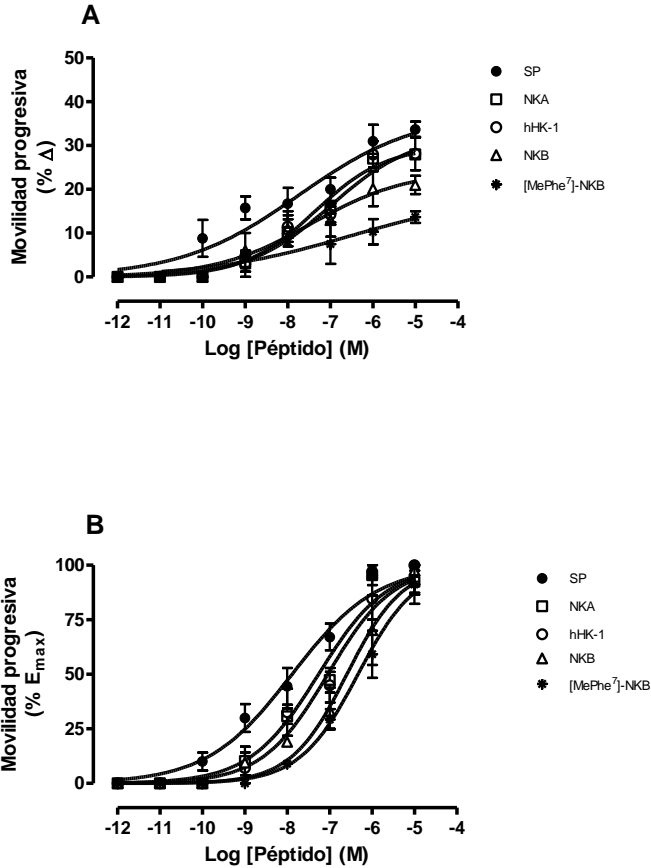 A
Movilidad progresiva
(% Δ)
50
40
30
20
10
0
-12 -11 -10 -9 -8 -7 -6 -5 -4
Log [Péptido] (M)
SP
NKA
hHK-1
NKB
[MePhe7]-NKB
B
Movilidad progresiva
(% Emax)
100
75
50
25
0
-12 -11 -10 -9 -8 -7 -6 -5 -4
Log [Péptido] (M)
SP
NKA
hHK-1
NKB
[MePhe7]-NKB